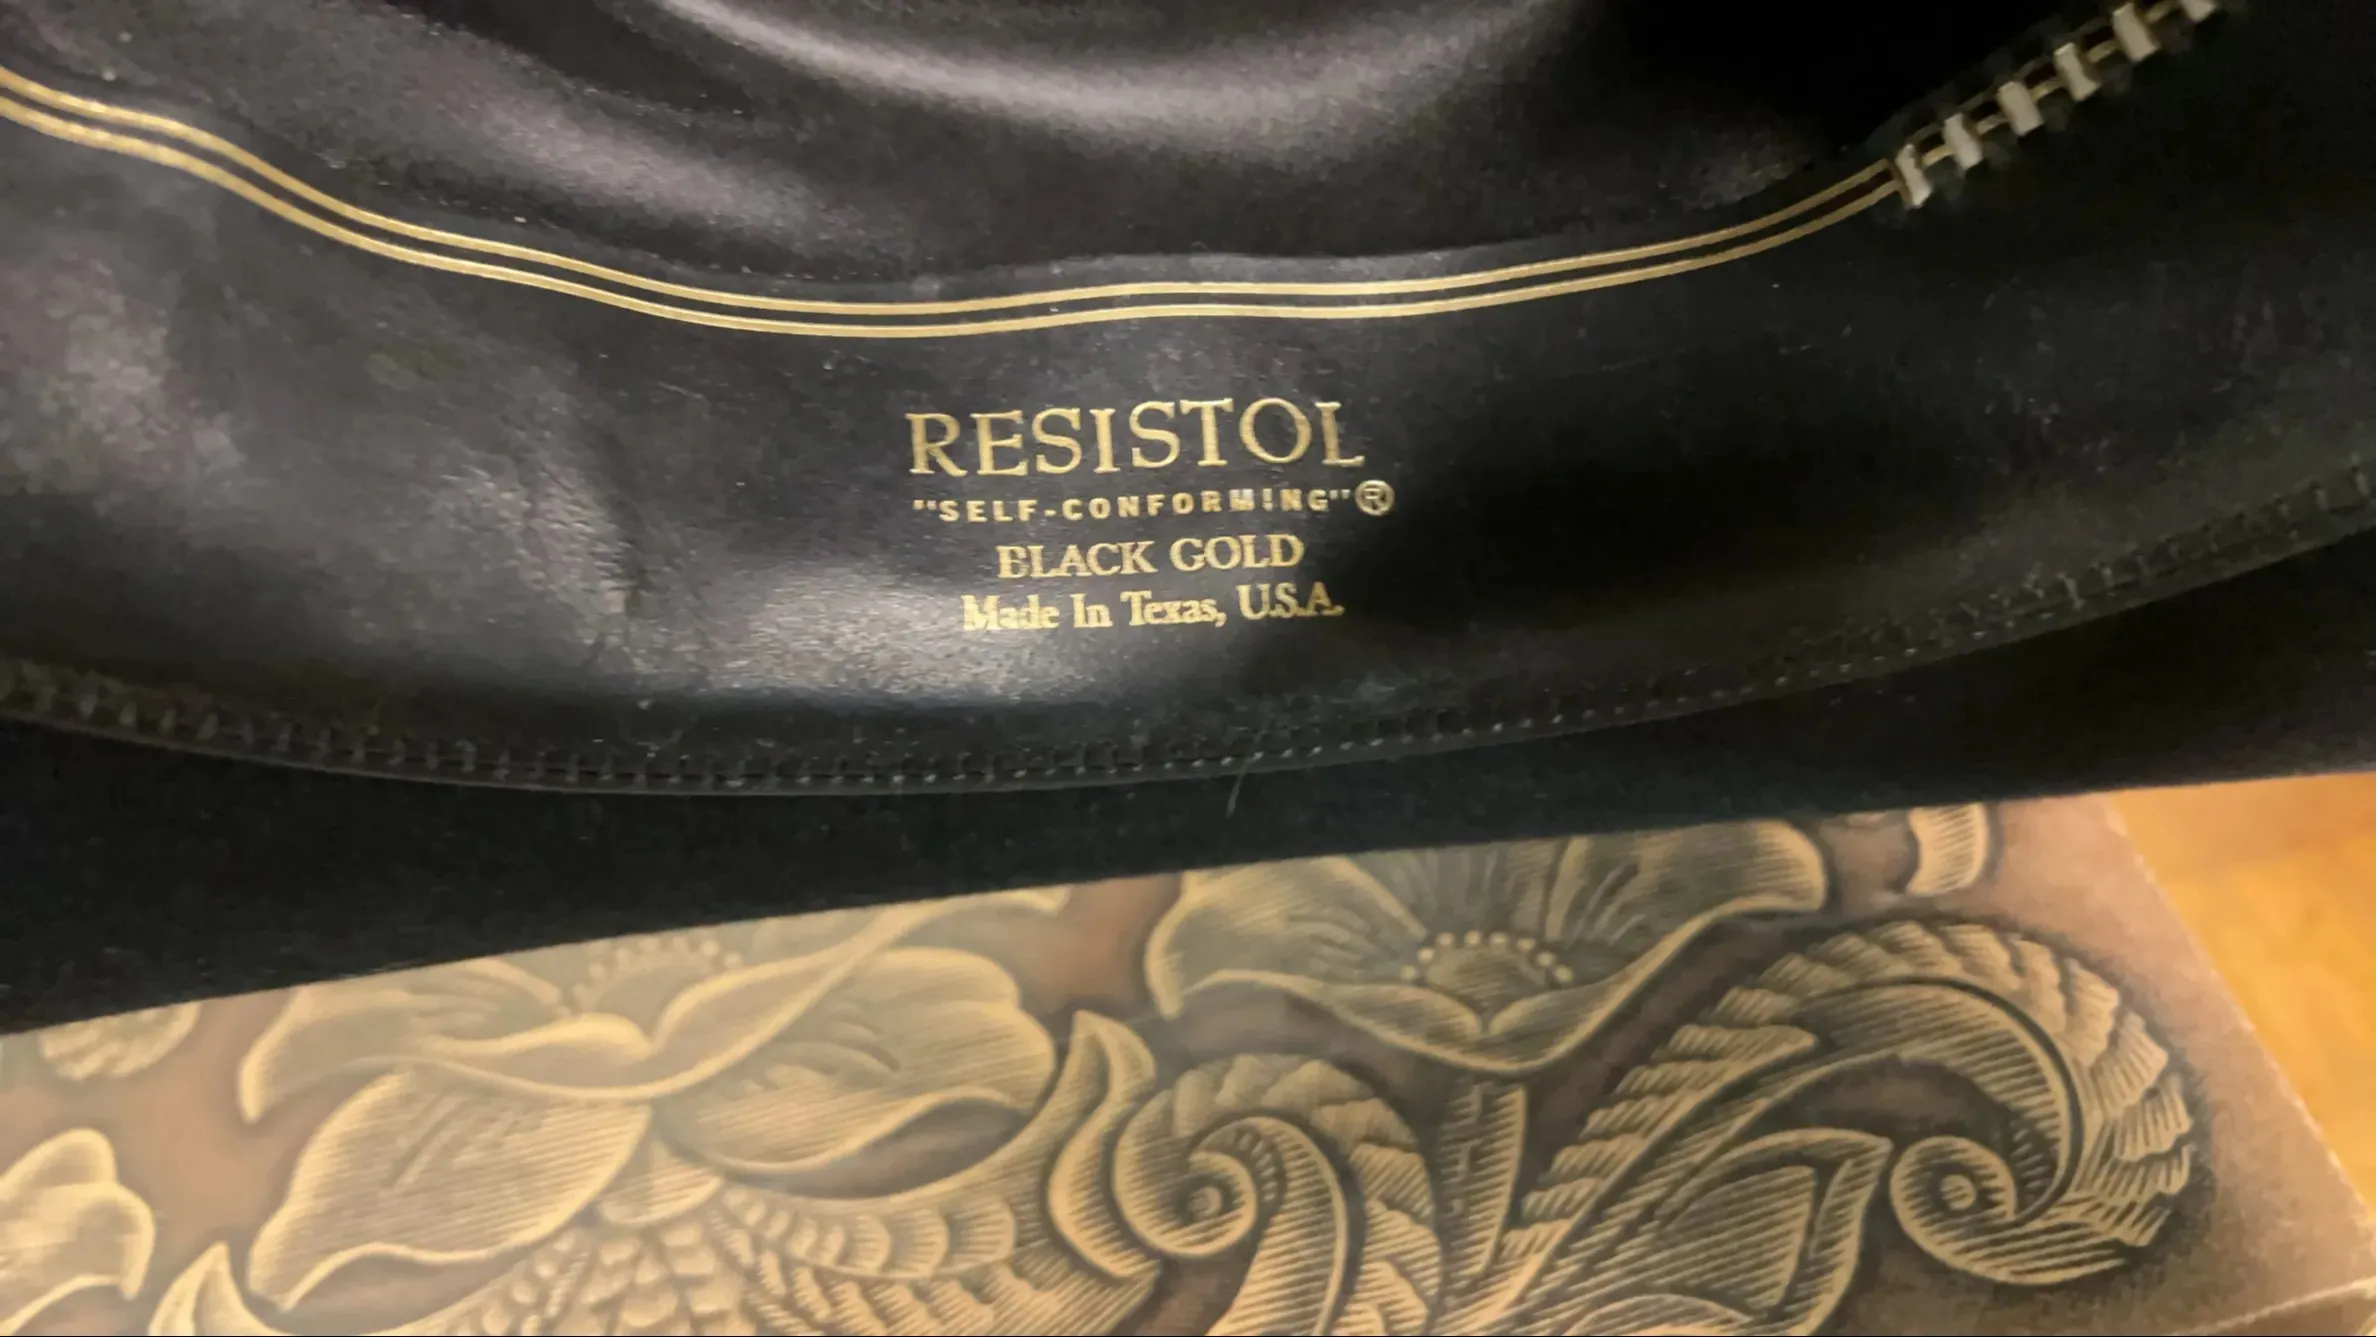 RESISTOL
"SELF-CONFORMING"®
BLACK GOLD
Made In Texas, U.S.A.